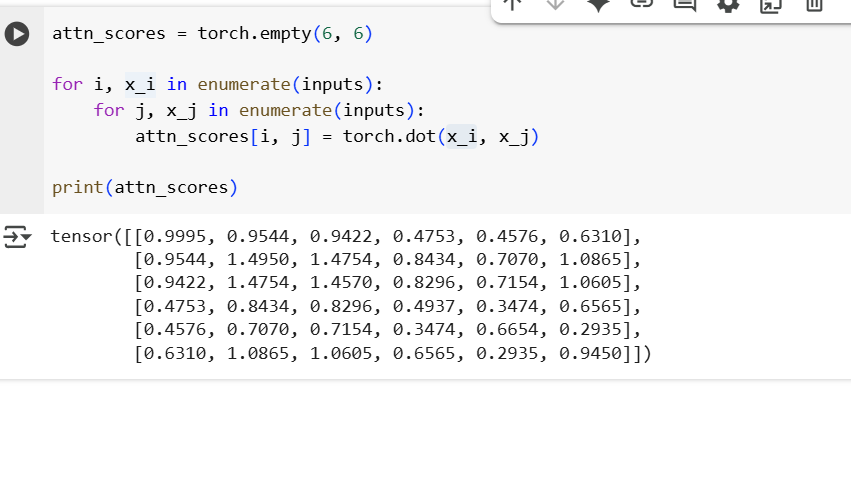 attn_scores = torch.empty(6, 6)
for i, x_i in enumerate(inputs):
for j, x_j in enumerate(inputs):
attn_scores[i, j] = torch.dot(x_i, x_j)
print(attn_scores)
tensor([[0.9995, 0.9544, 0.9422, 0.4753, 0.4576, 0.6310],
[0.9544, 1.4950, 1.4754, 0.8434, 0.7070, 1.0865],
[0.9422, 1.4754, 1.4570, 0.8296, 0.7154, 1.0605],
[0.4753, 0.8434, 0.8296, 0.4937, 0.3474, 0.6565],
[0.4576, 0.7070, 0.7154, 0.3474, 0.6654, 0.2935],
[0.6310, 1.0865, 1.0605, 0.6565, 0.2935, 0.9450]])